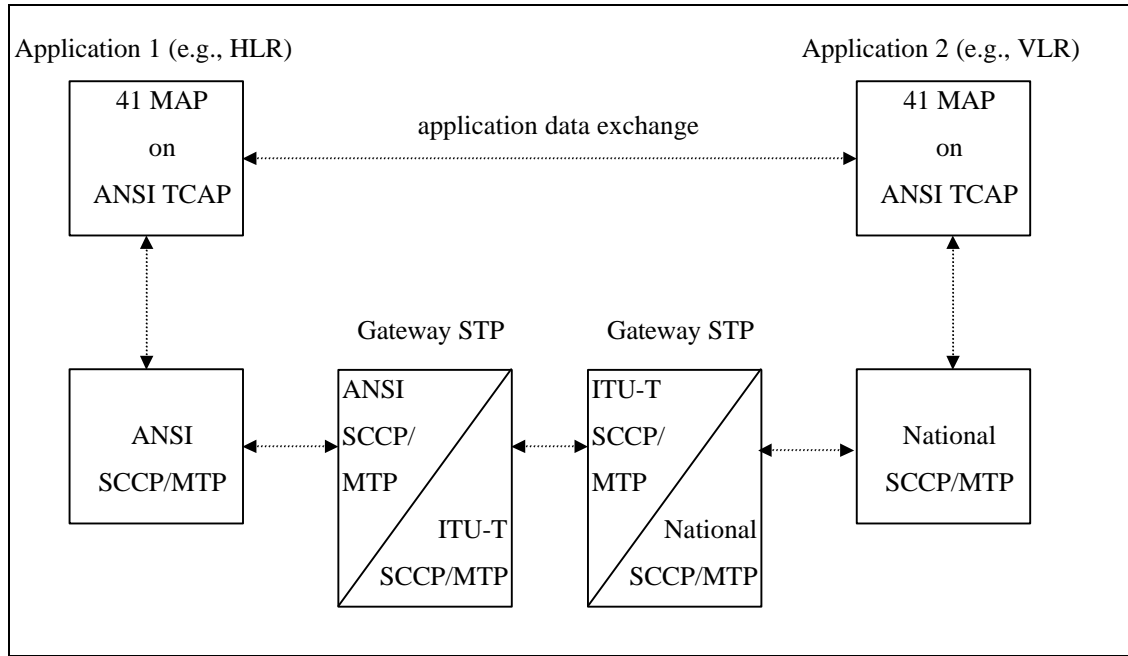 Application 1 (e.g., HLR)
Application 2 (e.g., VLR)
41 MAP
on
ANSI TCAP
application data exchange
41 MAP
on
ANSI TCAP
Gateway STP
Gateway STP
ANSI
SCCP/MTP
ANSI
SCCP/
MTP
ITU-T
SCCP/MTP
ITU-T
SCCP/
MTP
National
SCCP/MTP
National
SCCP/MTP